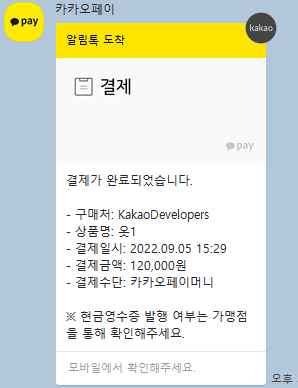 pay
카카오페이
알림톡 도착
kakao
결제
pay
결제가 완료되었습니다.
- 구매처: KakaoDevelopers
- 상품명: 옷1
- 결제일시: 2022.09.05 15:29
- 결제금액: 120,000원
- 결제수단: 카카오페이머니
※ 현금영수증 발행 여부는 가맹점
을 통해 확인해주세요.
모바일에서 확인해주세요.
오후